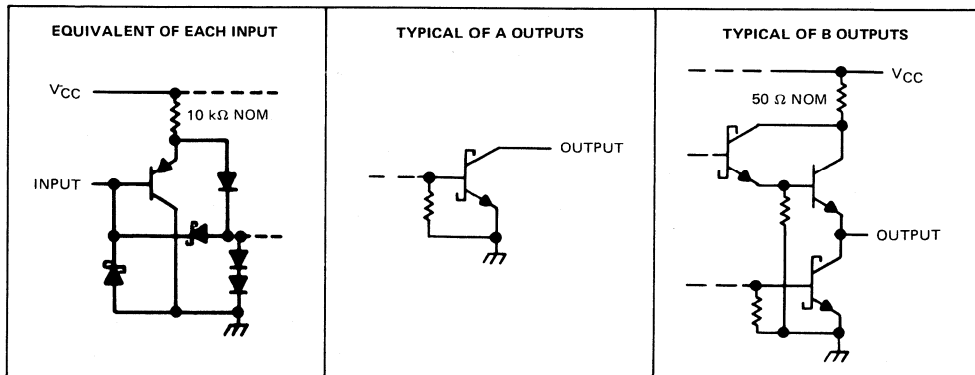 EQUIVALENT OF EACH INPUT
VCC
10 kΩ NOM
INPUT
TYPICAL OF A OUTPUTS
OUTPUT
TYPICAL OF B OUTPUTS
VCC
50 Ω NOM
OUTPUT